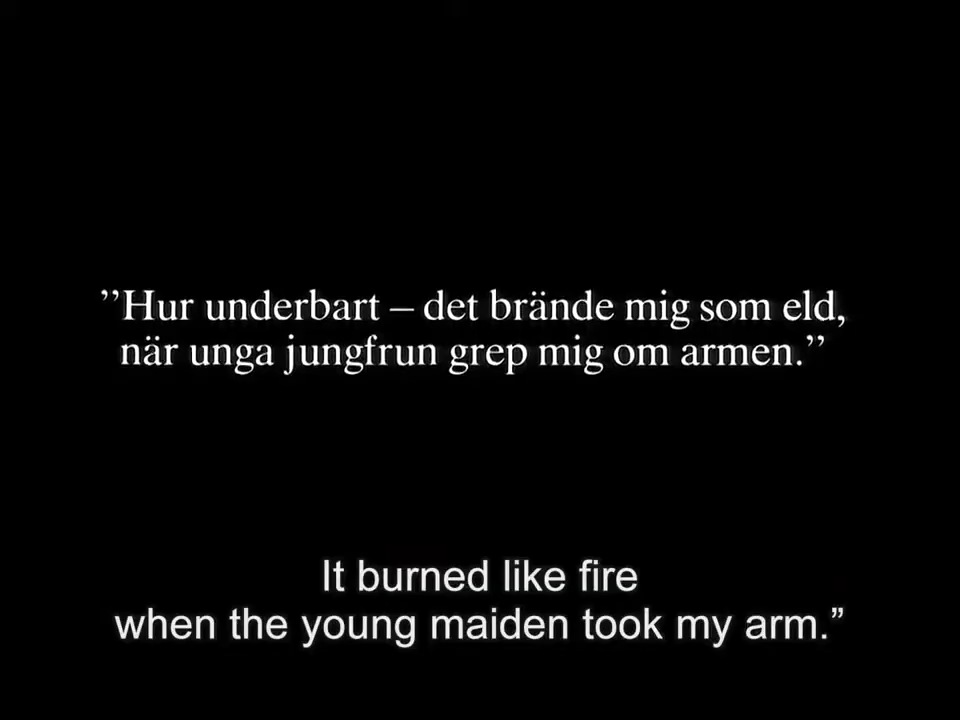 ”Hur underbart – det brände mig som eld,
när unga jungfrun grep mig om armen.”
It burned like fire
when the young maiden took my arm.”